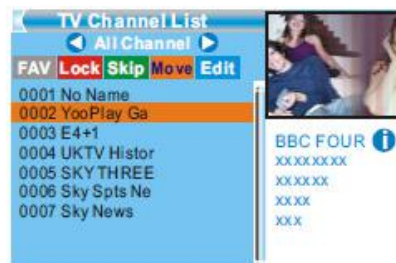 TV Channel List
All Channel
FAV Lock Skip Move Edit
0001 No Name
0002 YooPlay Ga
0003 E4+1
0004 UKTV Histor
0005 SKY THREE
0006 Sky Spts Ne
0007 Sky News
BBC FOUR i
xxxxxxxx
xxxxxx
xxxx
xxx